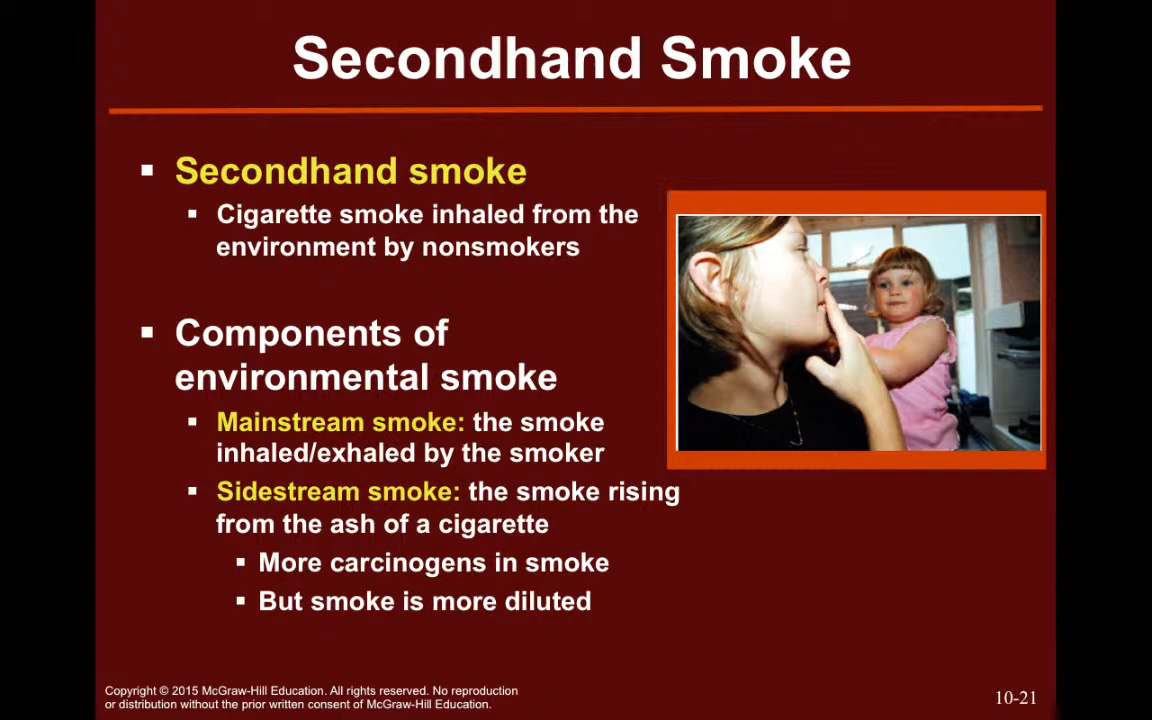 Secondhand Smoke
Secondhand smoke
Cigarette smoke inhaled from the
environment by nonsmokers
Components of
environmental smoke
Mainstream smoke: the smoke
inhaled/exhaled by the smoker
Sidestream smoke: the smoke rising
from the ash of a cigarette
More carcinogens in smoke
But smoke is more diluted
Copyright © 2015 McGraw-Hill Education. All rights reserved. No reproduction
or distribution without the prior written consent of McGraw-Hill Education.
10-21